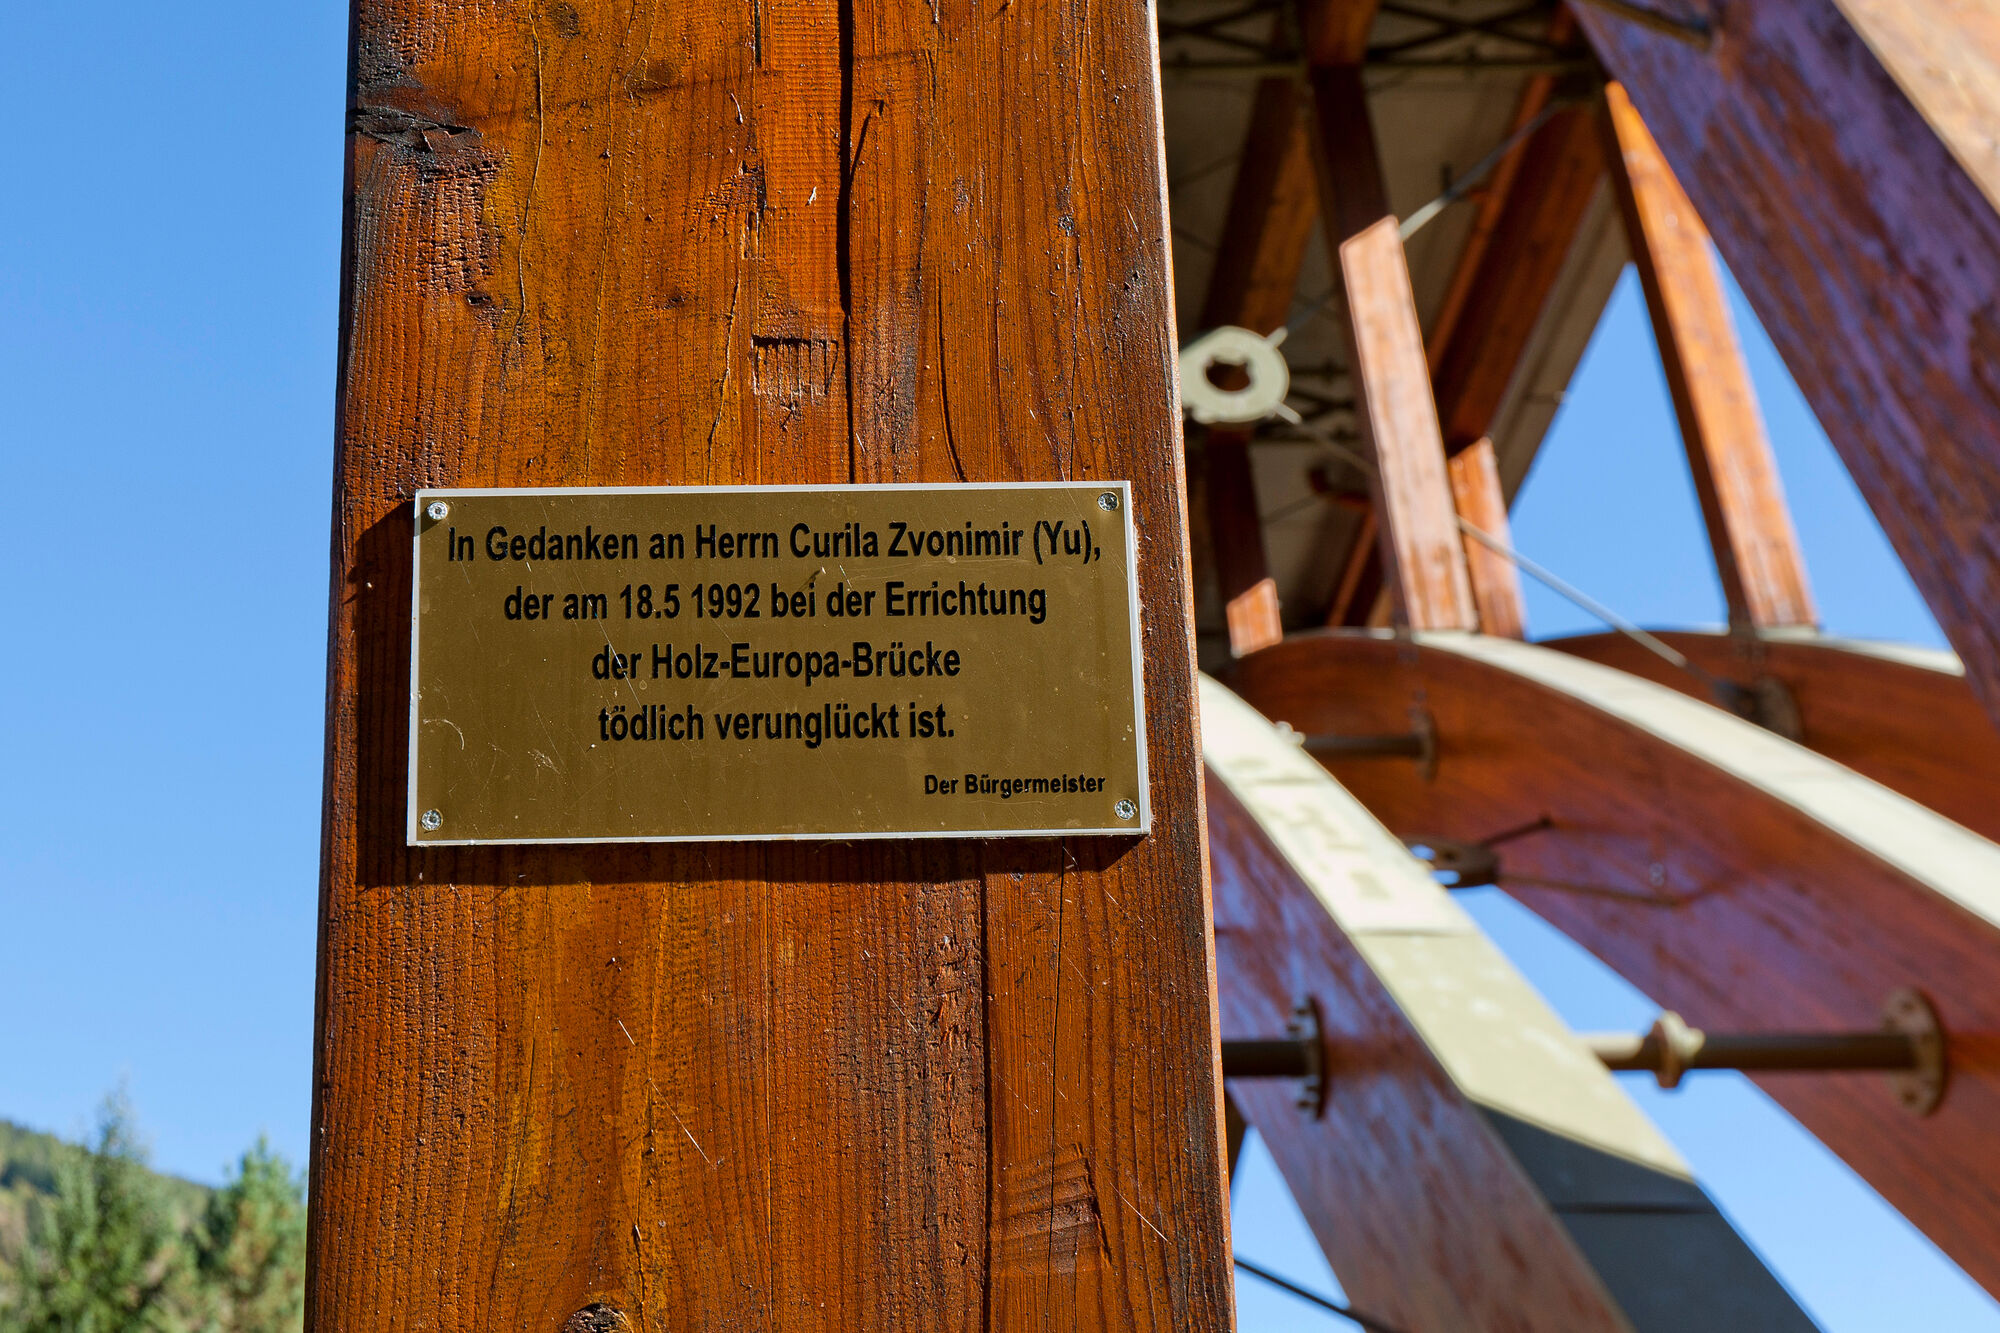 In Gedanken an Herrn Curila Zvonimir (Yu),
der am 18.5 1992 bei der Errichtung
der Holz-Europa-Brücke
tödlich verunglückt ist.
Der Bürgermeister